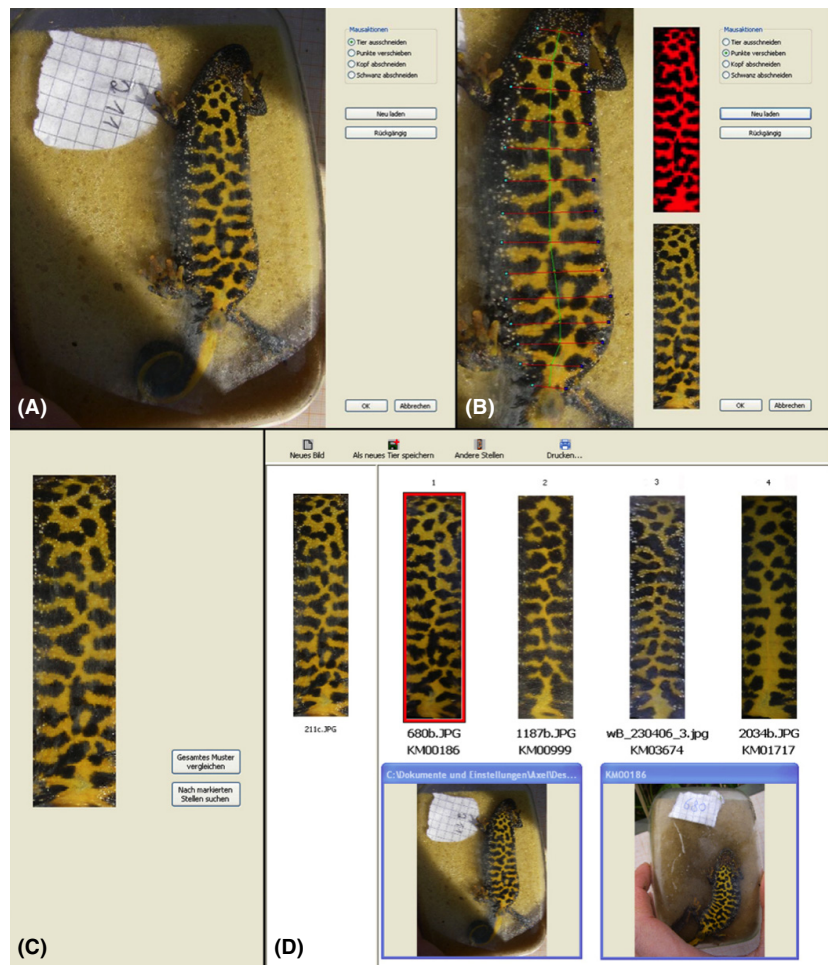 Mausaktionen
Tier ausschneiden
Punkte verschieben
Kopf abschneiden
Schwanz abschneiden
Neu laden
Rückgängig
OK
Abbrechen
(A)
Mausaktionen
Tier ausschneiden
Punkte verschieben
Kopf abschneiden
Schwanz abschneiden
Neu laden
Rückgängig
OK
Abbrechen
(B)
Gesamtes Muster
vergleichen
Nach markierten
Stellen suchen
(C)
Neues Bild
Als neues Tier speichern
Andere Stellen
Drucken...
1
2
3
4
211c.JPG
680b.JPG
KM00186
1187b.JPG
KM00999
wB_230406_3.jpg
KM03674
2034b.JPG
KM01717
C:\Dokumente und Einstellungen\Axel\Des...
KM00186
(D)